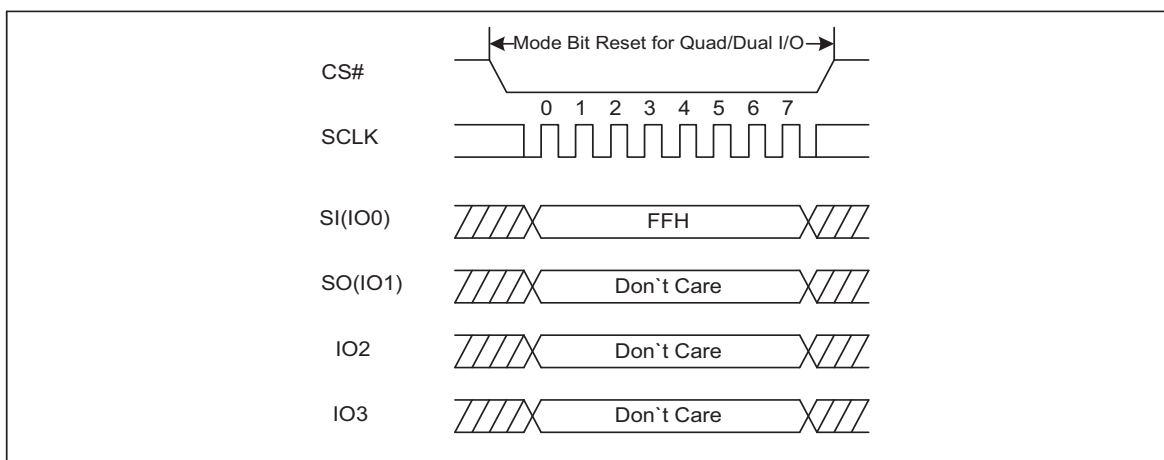 Mode Bit Reset for Quad/Dual I/O
CS#
0 1 2 3 4 5 6 7
SCLK
SI(IO0) FFH
SO(IO1) Don`t Care
IO2 Don`t Care
IO3 Don`t Care